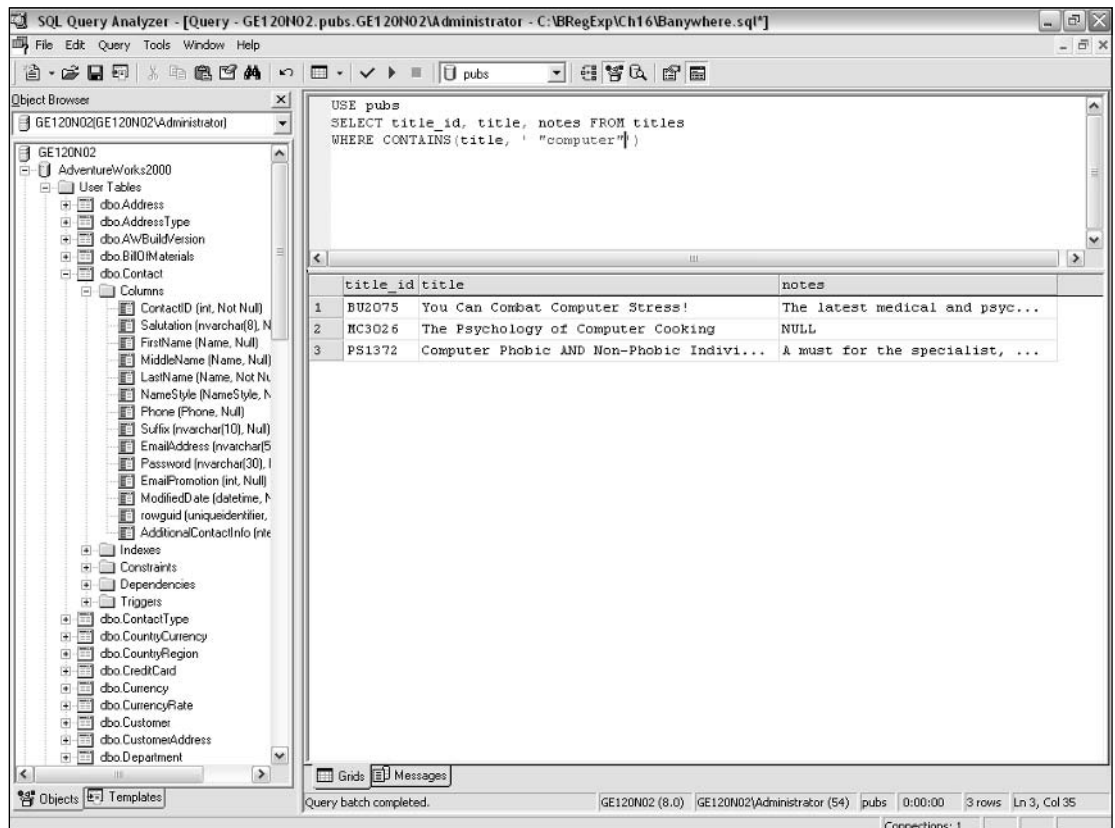 SQL Query Analyzer - [Query - GE120N02.pubs.GE120N02\Administrator - C:\BRegExp\Ch16\Banywhere.sql*]
File Edit Query Tools Window Help
pubs
Object Browser
GE120N02(GE120N02\Administrator)
GE120N02
AdventureWorks2000
User Tables
dbo.Address
dbo.AddressType
dbo.AWBuildVersion
dbo.BillOfMaterials
dbo.Contact
Columns
ContactID (int, Not Null)
Salutation (nvarchar(8), N
FirstName (Name, Null)
MiddleName (Name, Null)
LastName (Name, Not Nu
NameStyle (NameStyle, N
Phone (Phone, Null)
Suffix (nvarchar(10), Null)
EmailAddress (nvarchar(5
Password (nvarchar(30), I
EmailPromotion (int, Null)
ModifiedDate (datetime, N
rowguid (uniqueidentifier,
AdditionalContactInfo (nte
Indexes
Constraints
Dependencies
Triggers
dbo.ContactType
dbo.CountryCurrency
dbo.CountryRegion
dbo.CreditCard
dbo.Currency
dbo.CurrencyRate
dbo.Customer
dbo.CustomerAddress
dbo.Department
Objects Templates
USE pubs
SELECT title_id, title, notes FROM titles
WHERE CONTAINS(title, ' "computer"')
title_id title notes
1 BU2075 You Can Combat Computer Stress! The latest medical and psyc...
2 MC3026 The Psychology of Computer Cooking NULL
3 PS1372 Computer Phobic AND Non-Phobic Indivi... A must for the specialist, ...
Grids Messages
Query batch completed. GE120N02 (8.0) GE120N02\Administrator (54) pubs 0:00:00 3 rows Ln 3, Col 35
Connections: 1